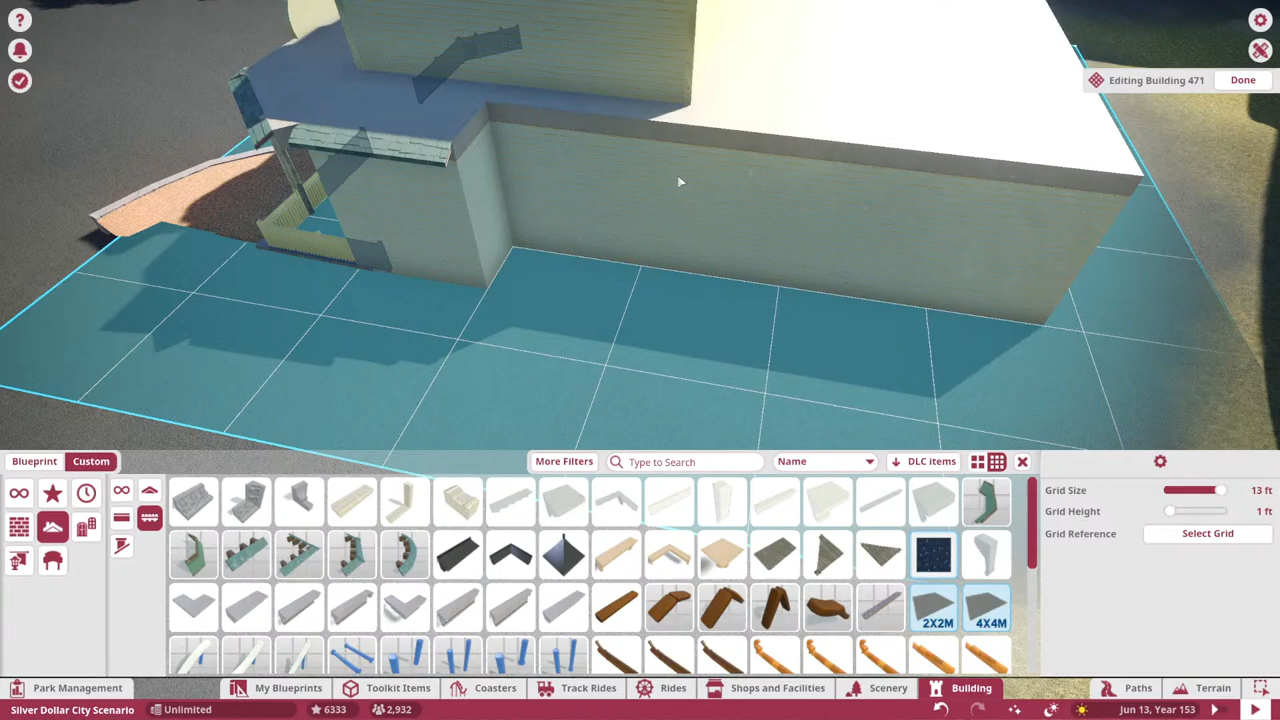 ?
Editing Building 471
Done
Blueprint
Custom
More Filters
Type to Search
Name
DLC items
Grid Size
13 ft
Grid Height
1 ft
Grid Reference
Select Grid
2X2M
4X4M
Park Management
My Blueprints
Toolkit Items
Coasters
Track Rides
Rides
Shops and Facilities
Scenery
Building
Paths
Terrain
Silver Dollar City Scenario
Unlimited
6333
2,932
Jun 13, Year 153